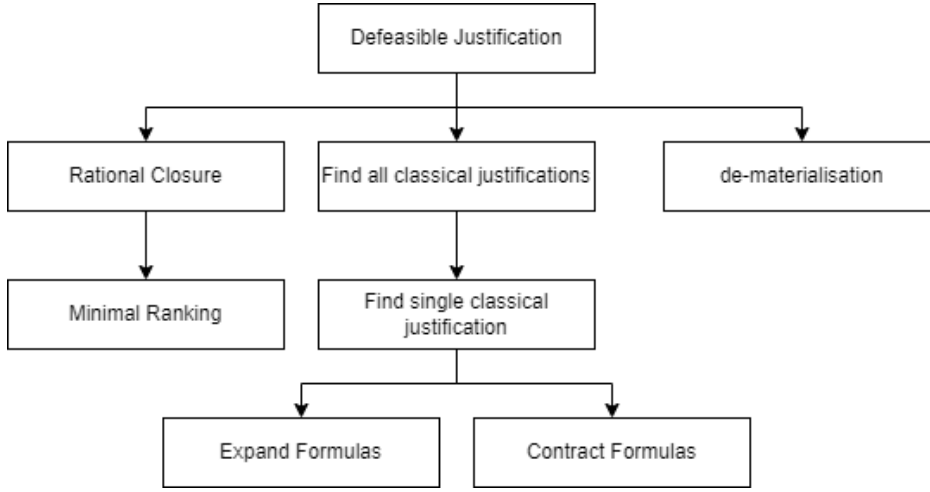 Defeasible Justification
Rational Closure
Find all classical justifications
de-materialisation
Minimal Ranking
Find single classical
justification
Expand Formulas
Contract Formulas